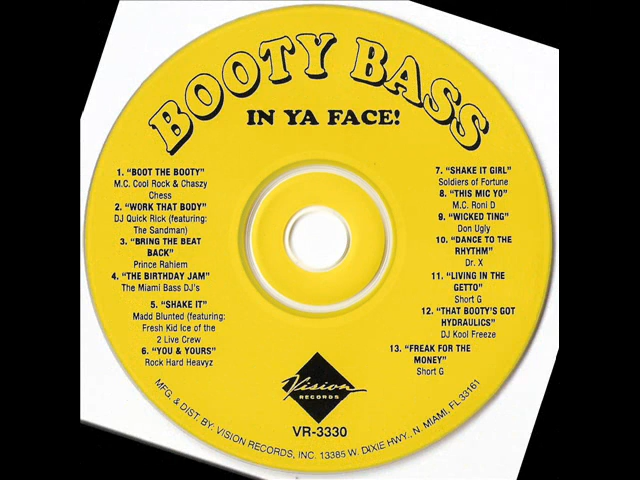 BOOTY BASS
IN YA FACE!
1. "BOOT THE BOOTY"
M.C. Cool Rock & Chaszy
Chess
2. "WORK THAT BODY"
DJ Quick Rick (featuring:
The Sandman)
3. "BRING THE BEAT
BACK"
Prince Rahiem
4. "THE BIRTHDAY JAM"
The Miami Bass DJ's
5. "SHAKE IT"
Madd Blunted (featuring:
Fresh Kid Ice of the
2 Live Crew
6. "YOU & YOURS"
Rock Hard Heavyz
7. "SHAKE IT GIRL"
Soldiers of Fortune
8. "THIS MIC YO"
M.C. Roni D
9. "WICKED TING"
Don Ugly
10. "DANCE TO THE
RHYTHM"
Dr. X
11. "LIVING IN THE
GETTO"
Short G
12. "THAT BOOTY'S GOT
HYDRAULICS"
DJ Kool Freeze
13. "FREAK FOR THE
MONEY"
Short G
Vision
RECORDS
VR-3330
MFG. & DIST. BY: VISION RECORDS, INC. 13385 W. DIXIE HWY., N. MIAMI, FL 33161